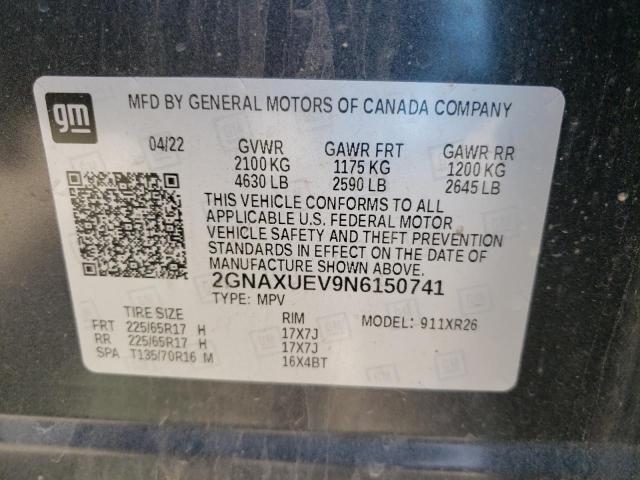 gm
MFD BY GENERAL MOTORS OF CANADA COMPANY
04/22 GVWR GAWR FRT GAWR RR
2100 KG 1175 KG 1200 KG
4630 LB 2590 LB 2645 LB
THIS VEHICLE CONFORMS TO ALL
APPLICABLE U.S. FEDERAL MOTOR
VEHICLE SAFETY AND THEFT PREVENTION
STANDARDS IN EFFECT ON THE DATE
OF MANUFACTURE SHOWN ABOVE.
2GNAXUEV9N6150741
TYPE: MPV
TIRE SIZE RIM MODEL: 911XR26
FRT 225/65R17 H 17X7J
RR 225/65R17 H 17X7J
SPA T135/70R16 M 16X4BT